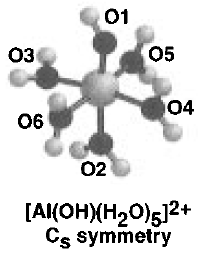 O1
O3
O5
O4
O6
O2
[Al(OH)(H₂O)₅]²⁺
Cₛ symmetry